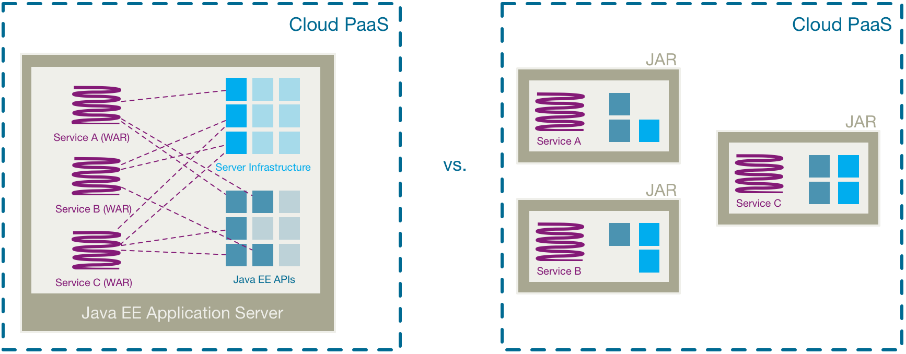 Cloud PaaS
Service A (WAR)
Server Infrastructure
Service B (WAR)
Service C (WAR)
Java EE APIs
Java EE Application Server
vs.
Cloud PaaS
JAR
Service A
JAR
Service C
JAR
Service B